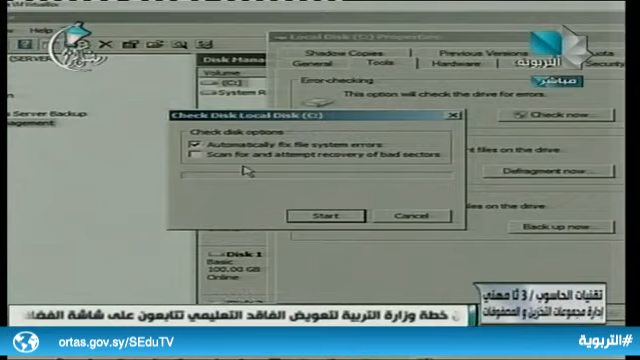 Help
Local Disk (C:) Properties
Shadow Copies
Previous Versions
Quota
General
Tools
Hardware
Security
التربوية
مباشر
Disk Mana
Volume
(C:)
System R
Server Backup
Error-checking
This option will check the drive for errors.
Check now...
Check Disk Local Disk (C:)
Check disk options
Automatically fix file system errors
Scan for and attempt recovery of bad sectors
Start
Cancel
files on the drive
Defragment now...
files on the drive.
Back up now...
Disk 1
Basic
100.00 GB
تقنيات الحاسوب / 3 ثا مهني
إدارة مجموعات التخزين و المصفوفات
خطة وزارة التربية لتعويض الفاقد التعليمي تتابعون على شاشة الفضا
ortas.gov.sy/SEduTV
#التربوية